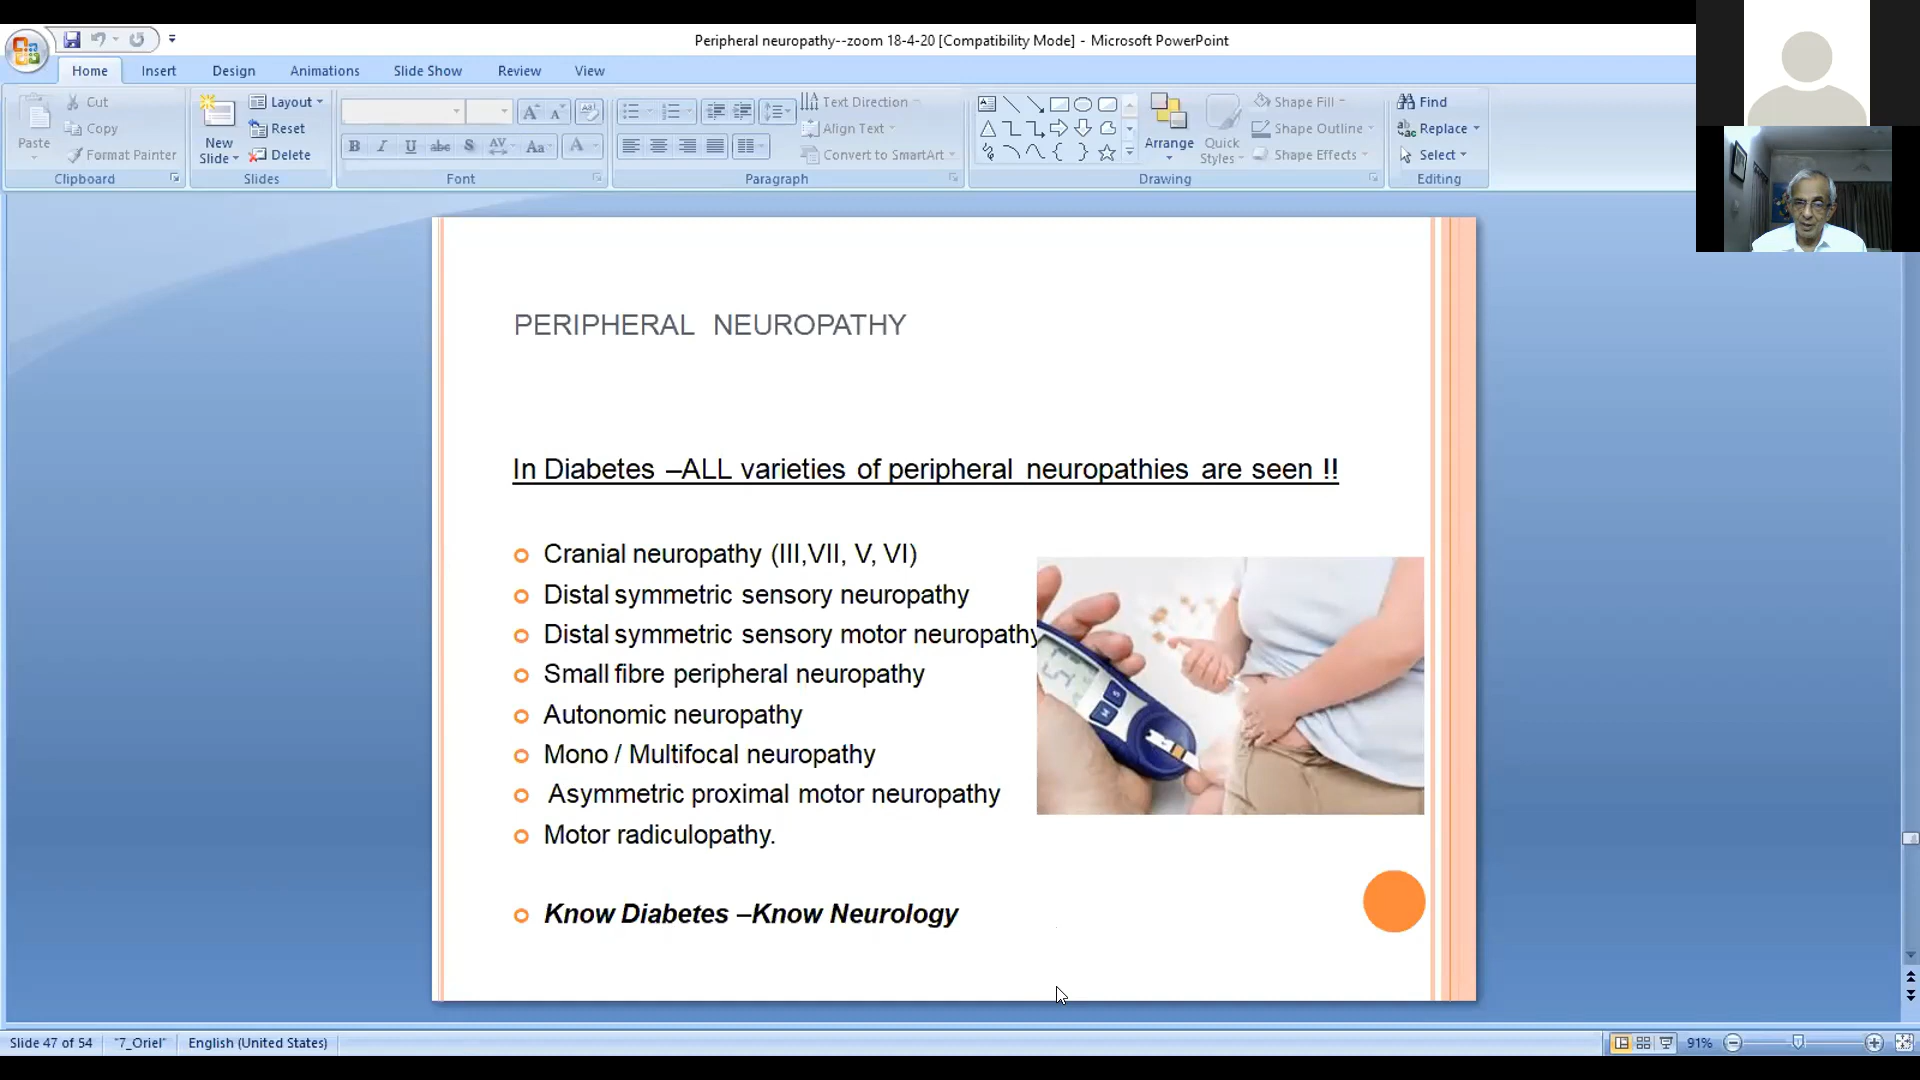 Peripheral neuropathy--zoom 18-4-20 [Compatibility Mode] - Microsoft PowerPoint
Home Insert Design Animations Slide Show Review View
Paste
Cut
Copy
Format Painter
Clipboard
New Slide
Layout
Reset
Delete
Slides
B I U abc S AV Aa A
Font
Text Direction
Align Text
Convert to SmartArt
Paragraph
Arrange
Quick Styles
Shape Fill
Shape Outline
Shape Effects
Drawing
Find
Replace
Select
Editing
PERIPHERAL NEUROPATHY
In Diabetes –ALL varieties of peripheral neuropathies are seen !!
Cranial neuropathy (III,VII, V, VI)
Distal symmetric sensory neuropathy
Distal symmetric sensory motor neuropathy
Small fibre peripheral neuropathy
Autonomic neuropathy
Mono / Multifocal neuropathy
Asymmetric proximal motor neuropathy
Motor radiculopathy.
Know Diabetes –Know Neurology
Slide 47 of 54 "7_Oriel" English (United States) 91%